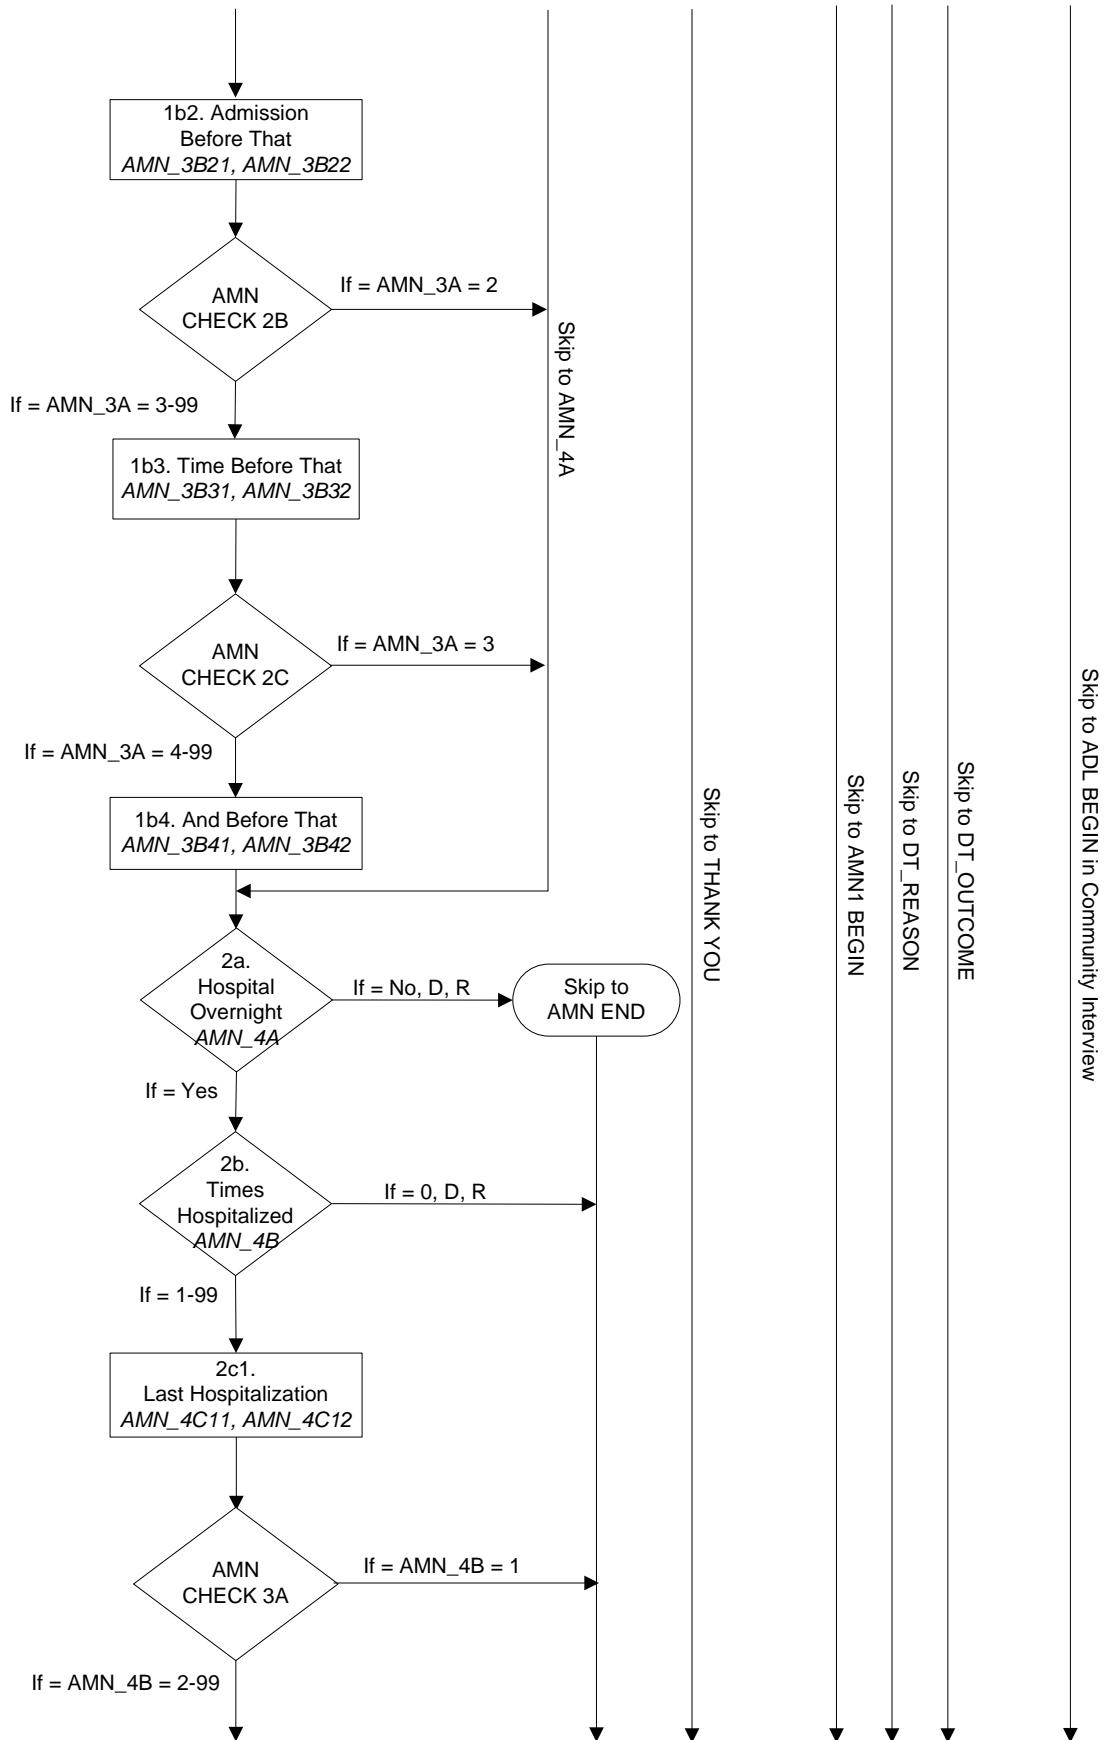 1b2. Admission
Before That
AMN_3B21, AMN_3B22
AMN
CHECK 2B
If = AMN_3A = 2
Skip to AMN_4A
If = AMN_3A = 3-99
1b3. Time Before That
AMN_3B31, AMN_3B32
AMN
CHECK 2C
If = AMN_3A = 3
If = AMN_3A = 4-99
1b4. And Before That
AMN_3B41, AMN_3B42
Skip to THANK YOU
Skip to AMN1 BEGIN
Skip to DT_REASON
Skip to DT_OUTCOME
Skip to ADL BEGIN in Community Interview
2a.
Hospital
Overnight
AMN_4A
If = No, D, R
Skip to
AMN END
If = Yes
2b.
Times
Hospitalized
AMN_4B
If = 0, D, R
If = 1-99
2c1.
Last Hospitalization
AMN_4C11, AMN_4C12
AMN
CHECK 3A
If = AMN_4B = 1
If = AMN_4B = 2-99